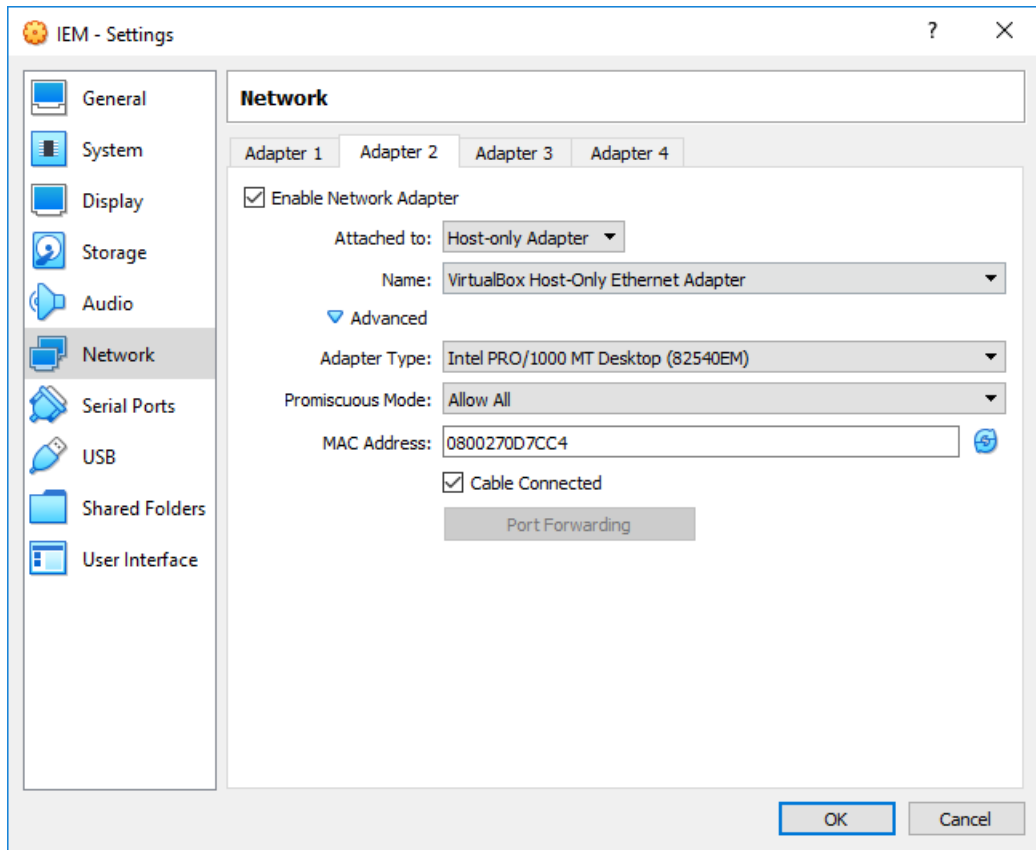 IEM - Settings
?
General
System
Display
Storage
Audio
Network
Serial Ports
USB
Shared Folders
User Interface
Network
Adapter 1 Adapter 2 Adapter 3 Adapter 4
Enable Network Adapter
Attached to: Host-only Adapter
Name: VirtualBox Host-Only Ethernet Adapter
Advanced
Adapter Type: Intel PRO/1000 MT Desktop (82540EM)
Promiscuous Mode: Allow All
MAC Address: 0800270D7CC4
Cable Connected
Port Forwarding
OK Cancel